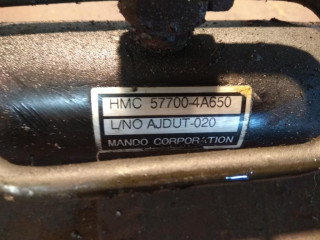 HMC 57700-4A650
L/NO AJDUT-020
MANDO CORPORATION